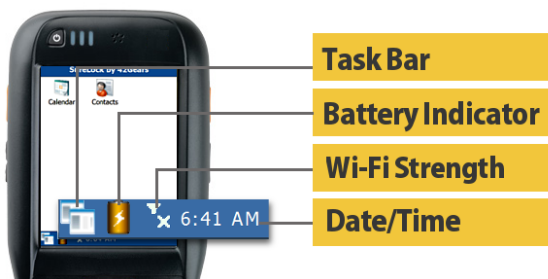 SureLock by 42Gears
Calendar
Contacts
6:41 AM
Task Bar
Battery Indicator
Wi-Fi Strength
Date/Time